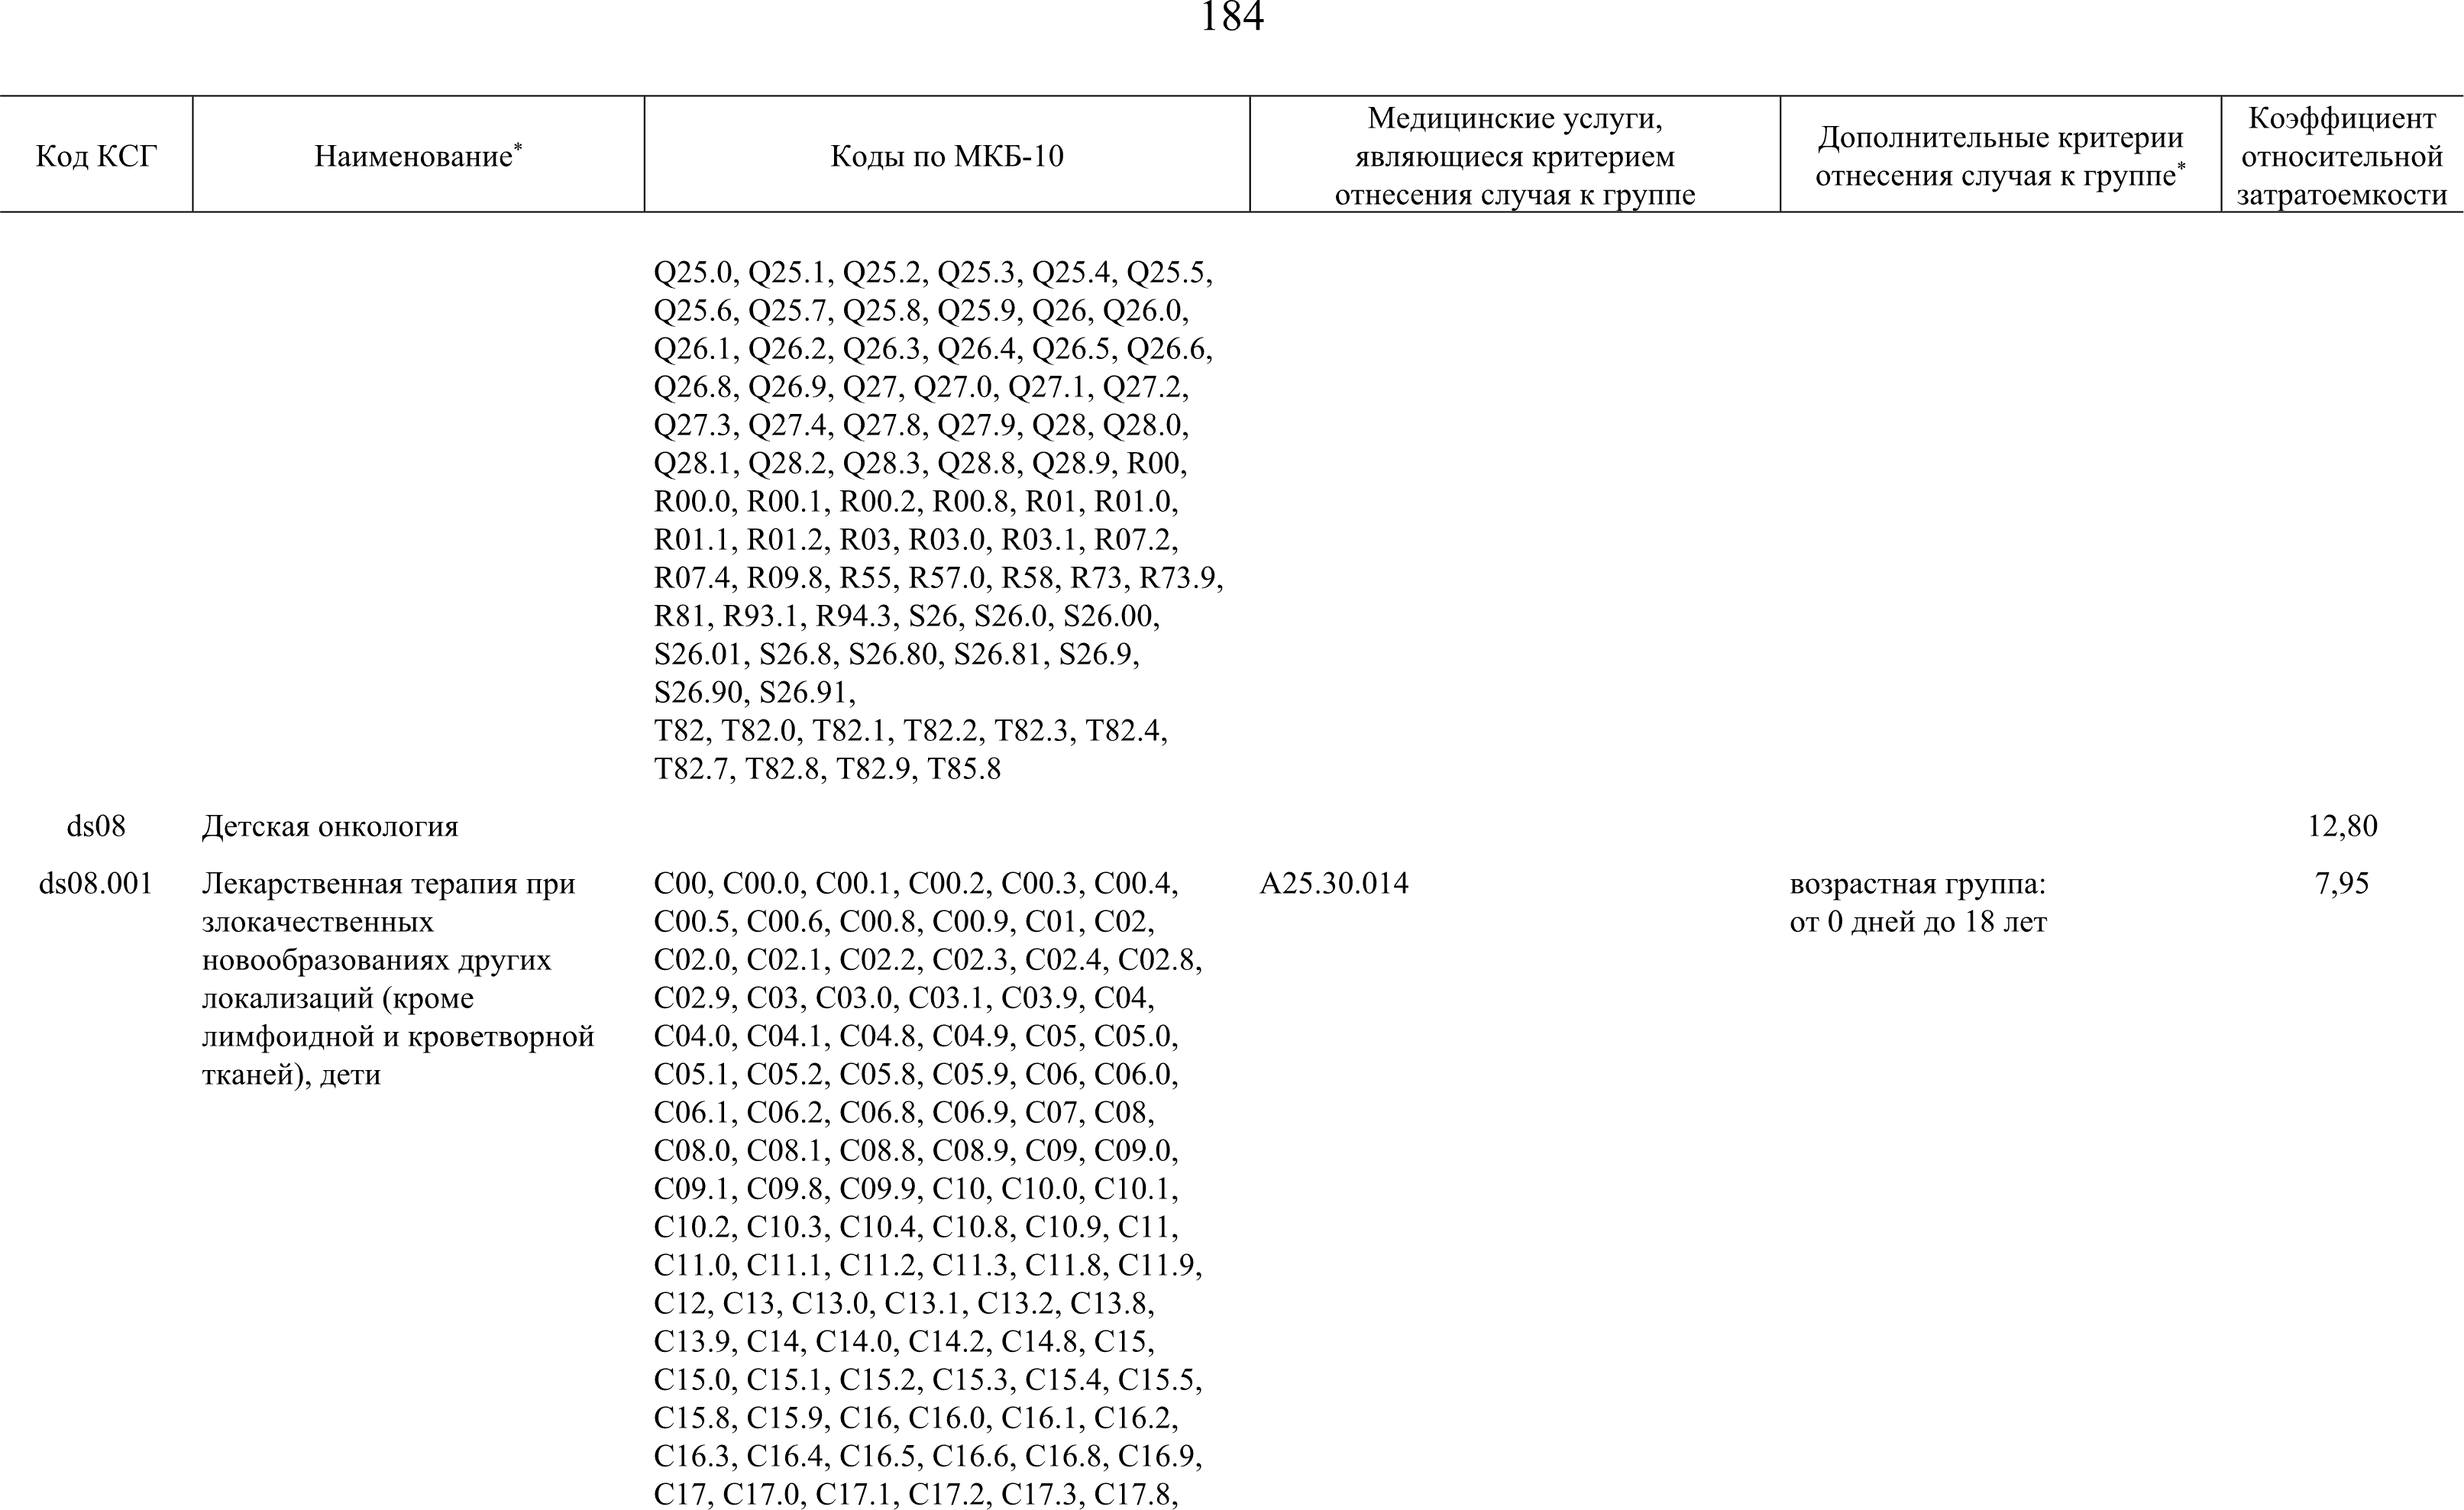 184
Код КСГ
Наименование*
Коды по МКБ-10
Медицинские услуги,
являющиеся критерием
отнесения случая к группе
Дополнительные критерии
отнесения случая к группе*
Коэффициент
относительной
затратоемкости
Q25.0, Q25.1, Q25.2, Q25.3, Q25.4, Q25.5,
Q25.6, Q25.7, Q25.8, Q25.9, Q26, Q26.0,
Q26.1, Q26.2, Q26.3, Q26.4, Q26.5, Q26.6,
Q26.8, Q26.9, Q27, Q27.0, Q27.1, Q27.2,
Q27.3, Q27.4, Q27.8, Q27.9, Q28, Q28.0,
Q28.1, Q28.2, Q28.3, Q28.8, Q28.9, R00,
R00.0, R00.1, R00.2, R00.8, R01, R01.0,
R01.1, R01.2, R03, R03.0, R03.1, R07.2,
R07.4, R09.8, R55, R57.0, R58, R73, R73.9,
R81, R93.1, R94.3, S26, S26.0, S26.00,
S26.01, S26.8, S26.80, S26.81, S26.9,
S26.90, S26.91,
T82, T82.0, T82.1, T82.2, T82.3, T82.4,
T82.7, T82.8, T82.9, T85.8
ds08 Детская онкология 12,80
ds08.001
Лекарственная терапия при
злокачественных
новообразованиях других
локализаций (кроме
лимфоидной и кроветворной
тканей), дети
C00, C00.0, C00.1, C00.2, C00.3, C00.4,
C00.5, C00.6, C00.8, C00.9, C01, C02,
C02.0, C02.1, C02.2, C02.3, C02.4, C02.8,
C02.9, C03, C03.0, C03.1, C03.9, C04,
C04.0, C04.1, C04.8, C04.9, C05, C05.0,
C05.1, C05.2, C05.8, C05.9, C06, C06.0,
C06.1, C06.2, C06.8, C06.9, C07, C08,
C08.0, C08.1, C08.8, C08.9, C09, C09.0,
C09.1, C09.8, C09.9, C10, C10.0, C10.1,
C10.2, C10.3, C10.4, C10.8, C10.9, C11,
C11.0, C11.1, C11.2, C11.3, C11.8, C11.9,
C12, C13, C13.0, C13.1, C13.2, C13.8,
C13.9, C14, C14.0, C14.2, C14.8, C15,
C15.0, C15.1, C15.2, C15.3, C15.4, C15.5,
C15.8, C15.9, C16, C16.0, C16.1, C16.2,
C16.3, C16.4, C16.5, C16.6, C16.8, C16.9,
C17, C17.0, C17.1, C17.2, C17.3, C17.8,
A25.30.014
возрастная группа:
от 0 дней до 18 лет
7,95